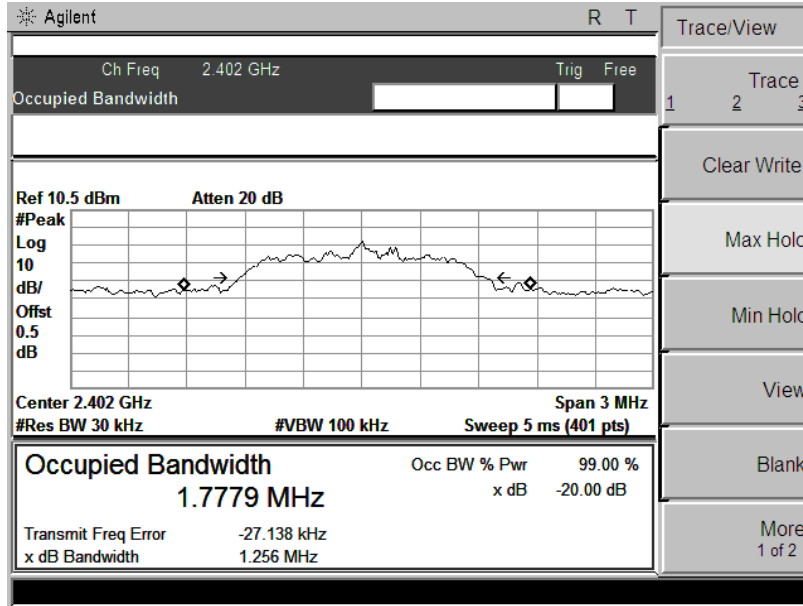 Agilent R T
Trace/View
Ch Freq 2.402 GHz Trig Free
Occupied Bandwidth
Trace
1 2 3
Clear Write
Max Hold
Min Hold
View
Blank
More
1 of 2
Ref 10.5 dBm Atten 20 dB
#Peak
Log
10
dB/
Offst
0.5
dB
Center 2.402 GHz Span 3 MHz
#Res BW 30 kHz #VBW 100 kHz Sweep 5 ms (401 pts)
Occupied Bandwidth Occ BW % Pwr 99.00 %
1.7779 MHz x dB -20.00 dB
Transmit Freq Error -27.138 kHz
x dB Bandwidth 1.256 MHz